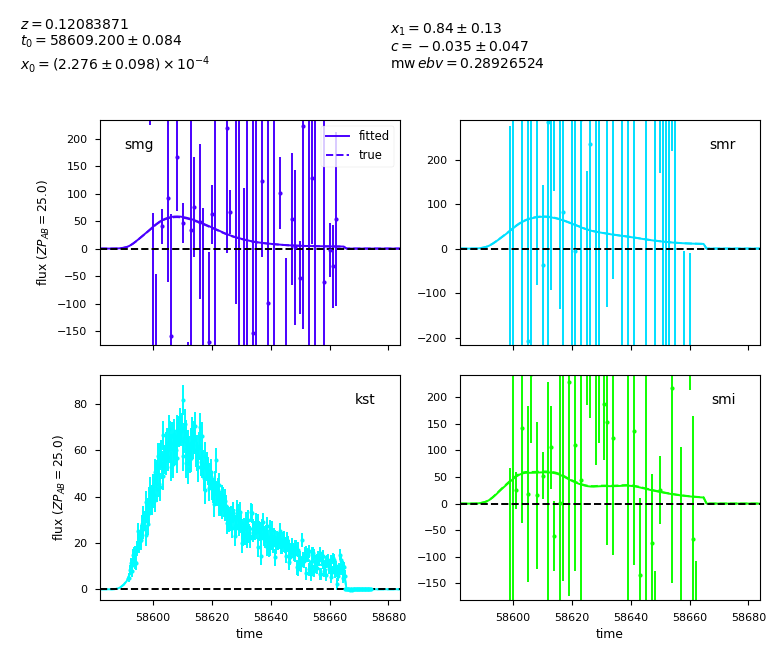 z = 0.12083871
t₀ = 58609.200 ± 0.084
x₀ = (2.276 ± 0.098) × 10⁻⁴
x₁ = 0.84 ± 0.13
c = −0.035 ± 0.047
mw ebv = 0.28926524
smg
fitted
true
200
150
100
50
0
−50
−100
−150
flux (ZP_AB = 25.0)
smr
200
100
0
−100
−200
kst
80
60
40
20
0
flux (ZP_AB = 25.0)
58600 58620 58640 58660 58680
time
smi
200
150
100
50
0
−50
−100
−150
58600 58620 58640 58660 58680
time